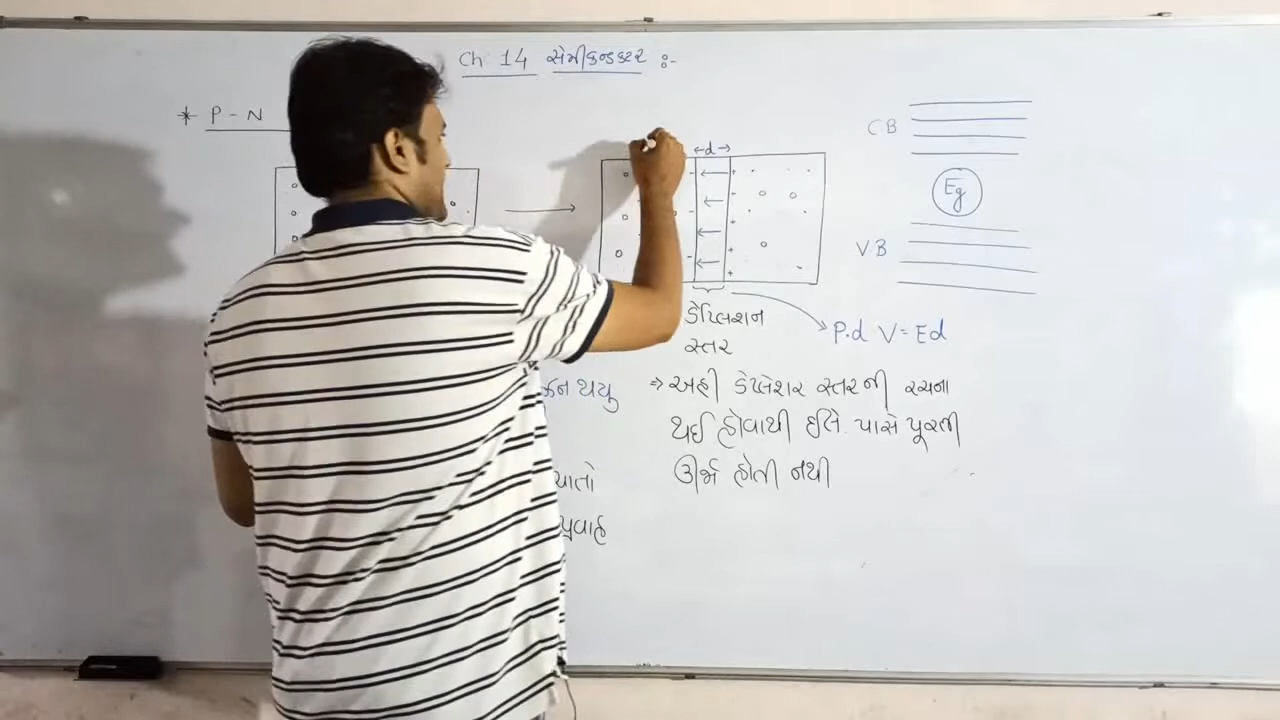 Ch 14 સેમીકન્ડક્ટર :-
* P - N
d
CB
Eg
VB
ડેપ્લિશન
સ્તર
P.d V = Ed
થયુ
⇒ અહી ડેપ્લેશર સ્તરની રચના
થઈ હોવાથી ઈલે. પાસે પૂરતી
ઊર્જા હોતી નથી
પ્રવાહ